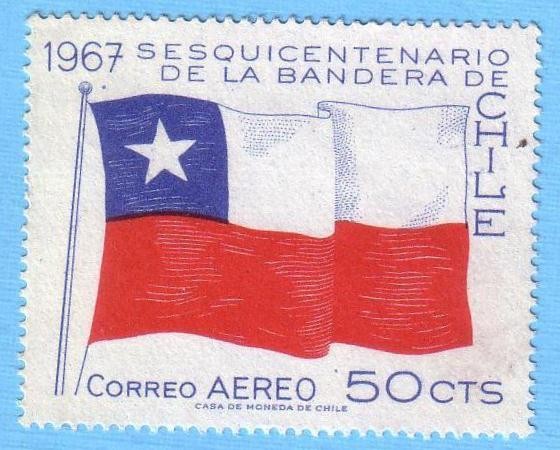 1967 SESQUICENTENARIO
DE LA BANDERA DE
CHILE
CORREO AEREO 50 CTS
CASA DE MONEDA DE CHILE